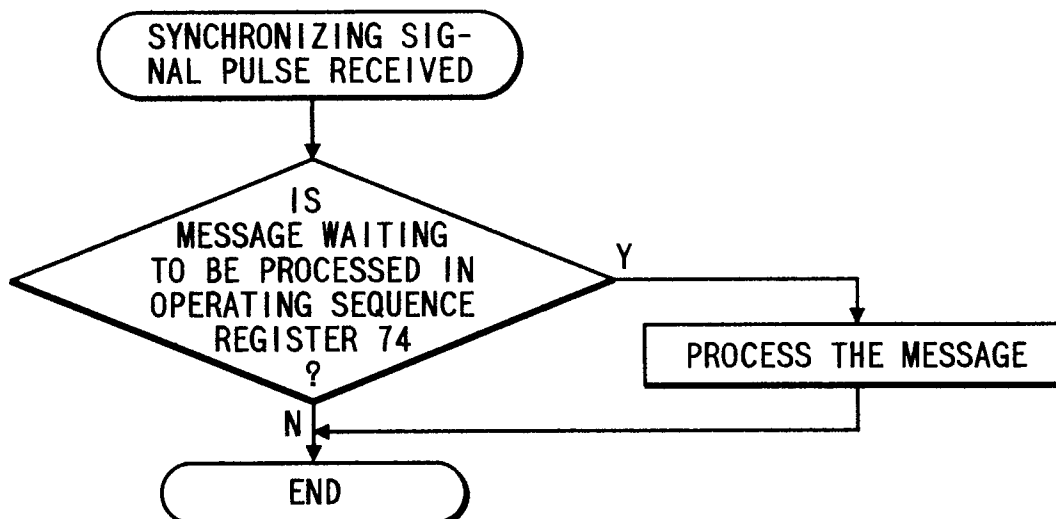 SYNCHRONIZING SIG-
NAL PULSE RECEIVED
IS
MESSAGE WAITING
TO BE PROCESSED IN
OPERATING SEQUENCE
REGISTER 74
?
Y
PROCESS THE MESSAGE
N
END